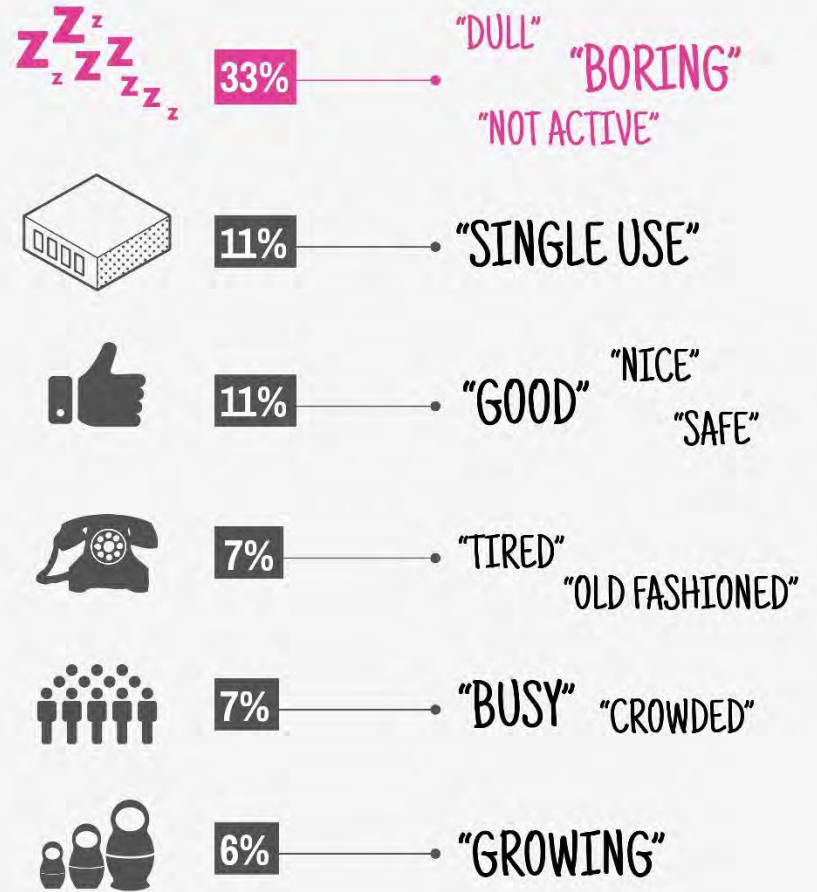 Z Z Z Z Z Z Z Z Z Z
33%
“DULL”
“BORING”
“NOT ACTIVE”
11%
“SINGLE USE”
11%
“GOOD”
“NICE”
“SAFE”
7%
“TIRED”
“OLD FASHIONED”
7%
“BUSY”
“CROWDED”
6%
“GROWING”